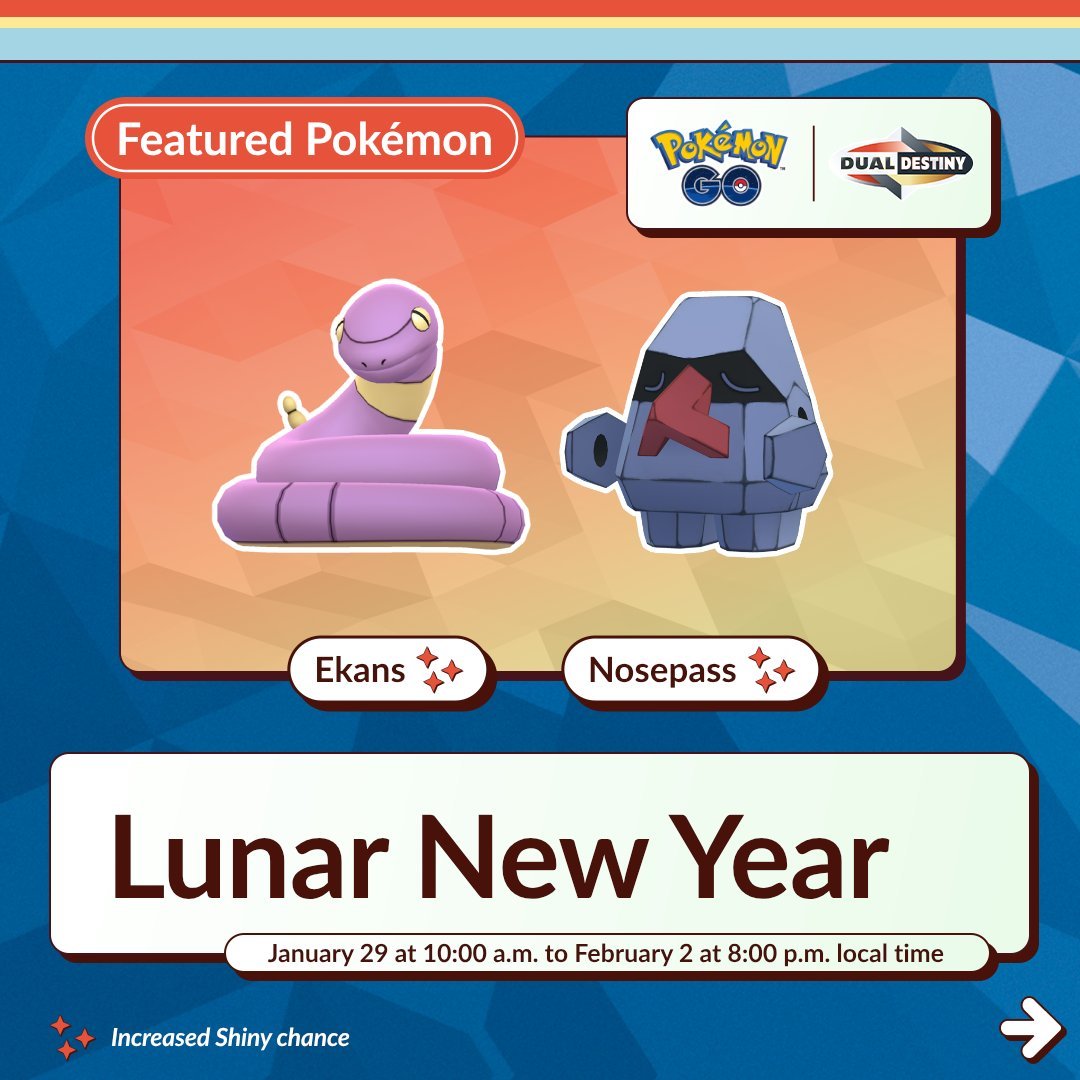 Featured Pokémon
POKÉMON
GO
DUAL DESTINY
Ekans
Nosepass
Lunar New Year
January 29 at 10:00 a.m. to February 2 at 8:00 p.m. local time
Increased Shiny chance